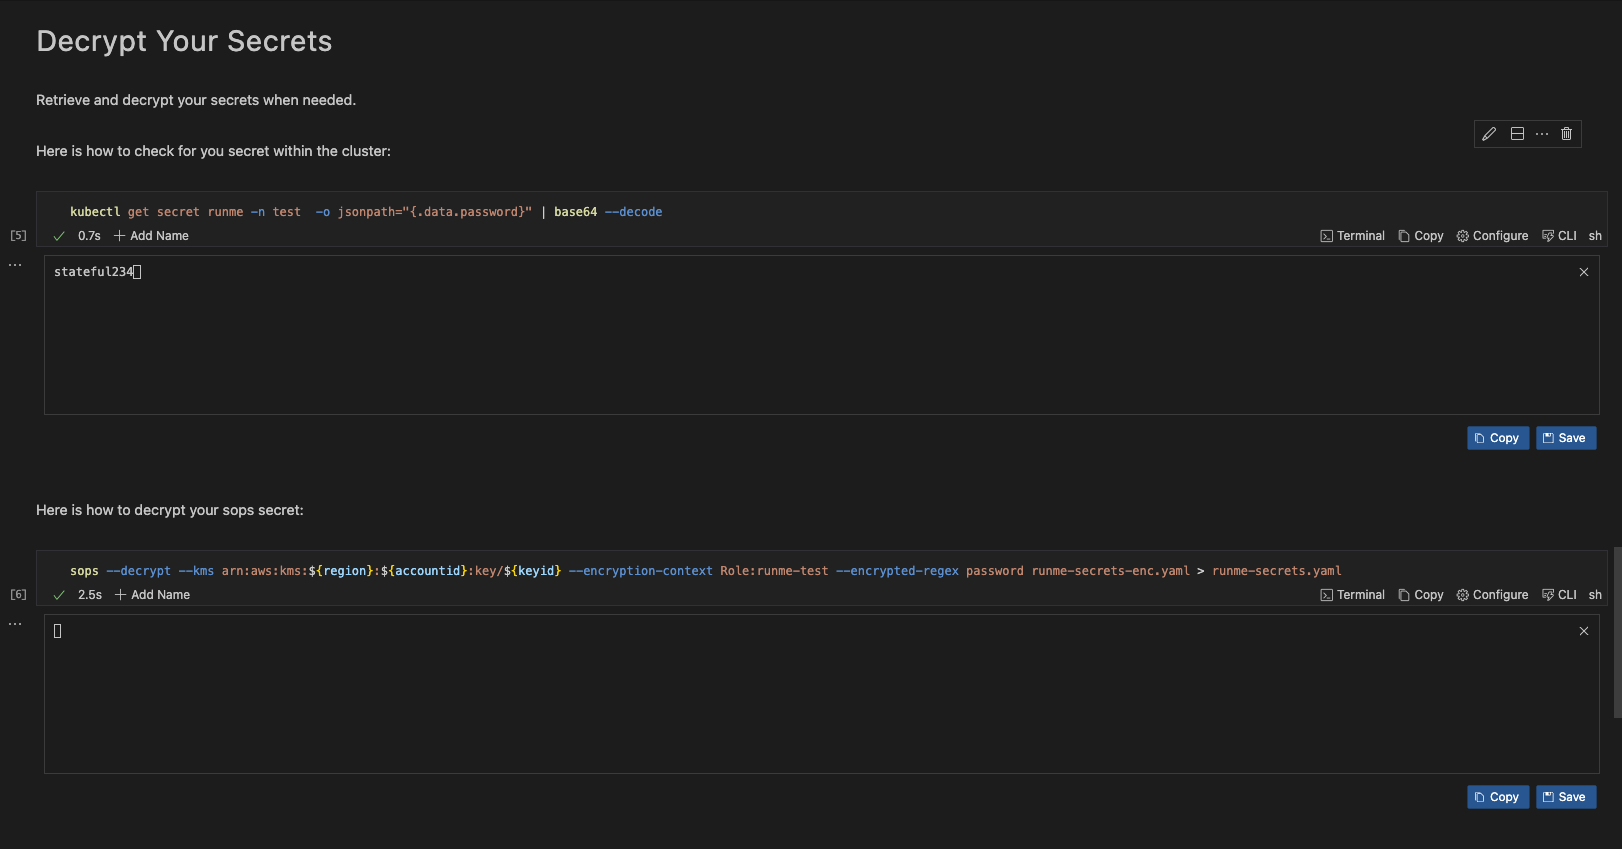 Decrypt Your Secrets
Retrieve and decrypt your secrets when needed.
Here is how to check for you secret within the cluster:
kubectl get secret runme -n test  -o jsonpath="{.data.password}" | base64 --decode
[5] 0.7s Add Name Terminal Copy Configure CLI sh
stateful234
Copy Save
Here is how to decrypt your sops secret:
sops --decrypt --kms arn:aws:kms:${region}:${accountid}:key/${keyid} --encryption-context Role:runme-test --encrypted-regex password runme-secrets-enc.yaml > runme-secrets.yaml
[6] 2.5s Add Name Terminal Copy Configure CLI sh
Copy Save